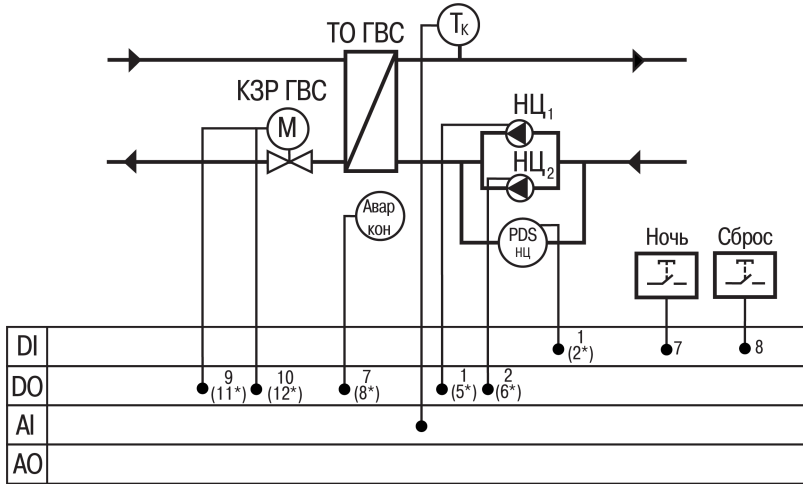 ТО ГВС
Tк
КЗР ГВС
М
НЦ1
НЦ2
Авар
кон
PDS
НЦ
Ночь
Сброс
DI
1
(2*)
7
8
DO
9
(11*)
10
(12*)
7
(8*)
1
(5*)
2
(6*)
AI
AO